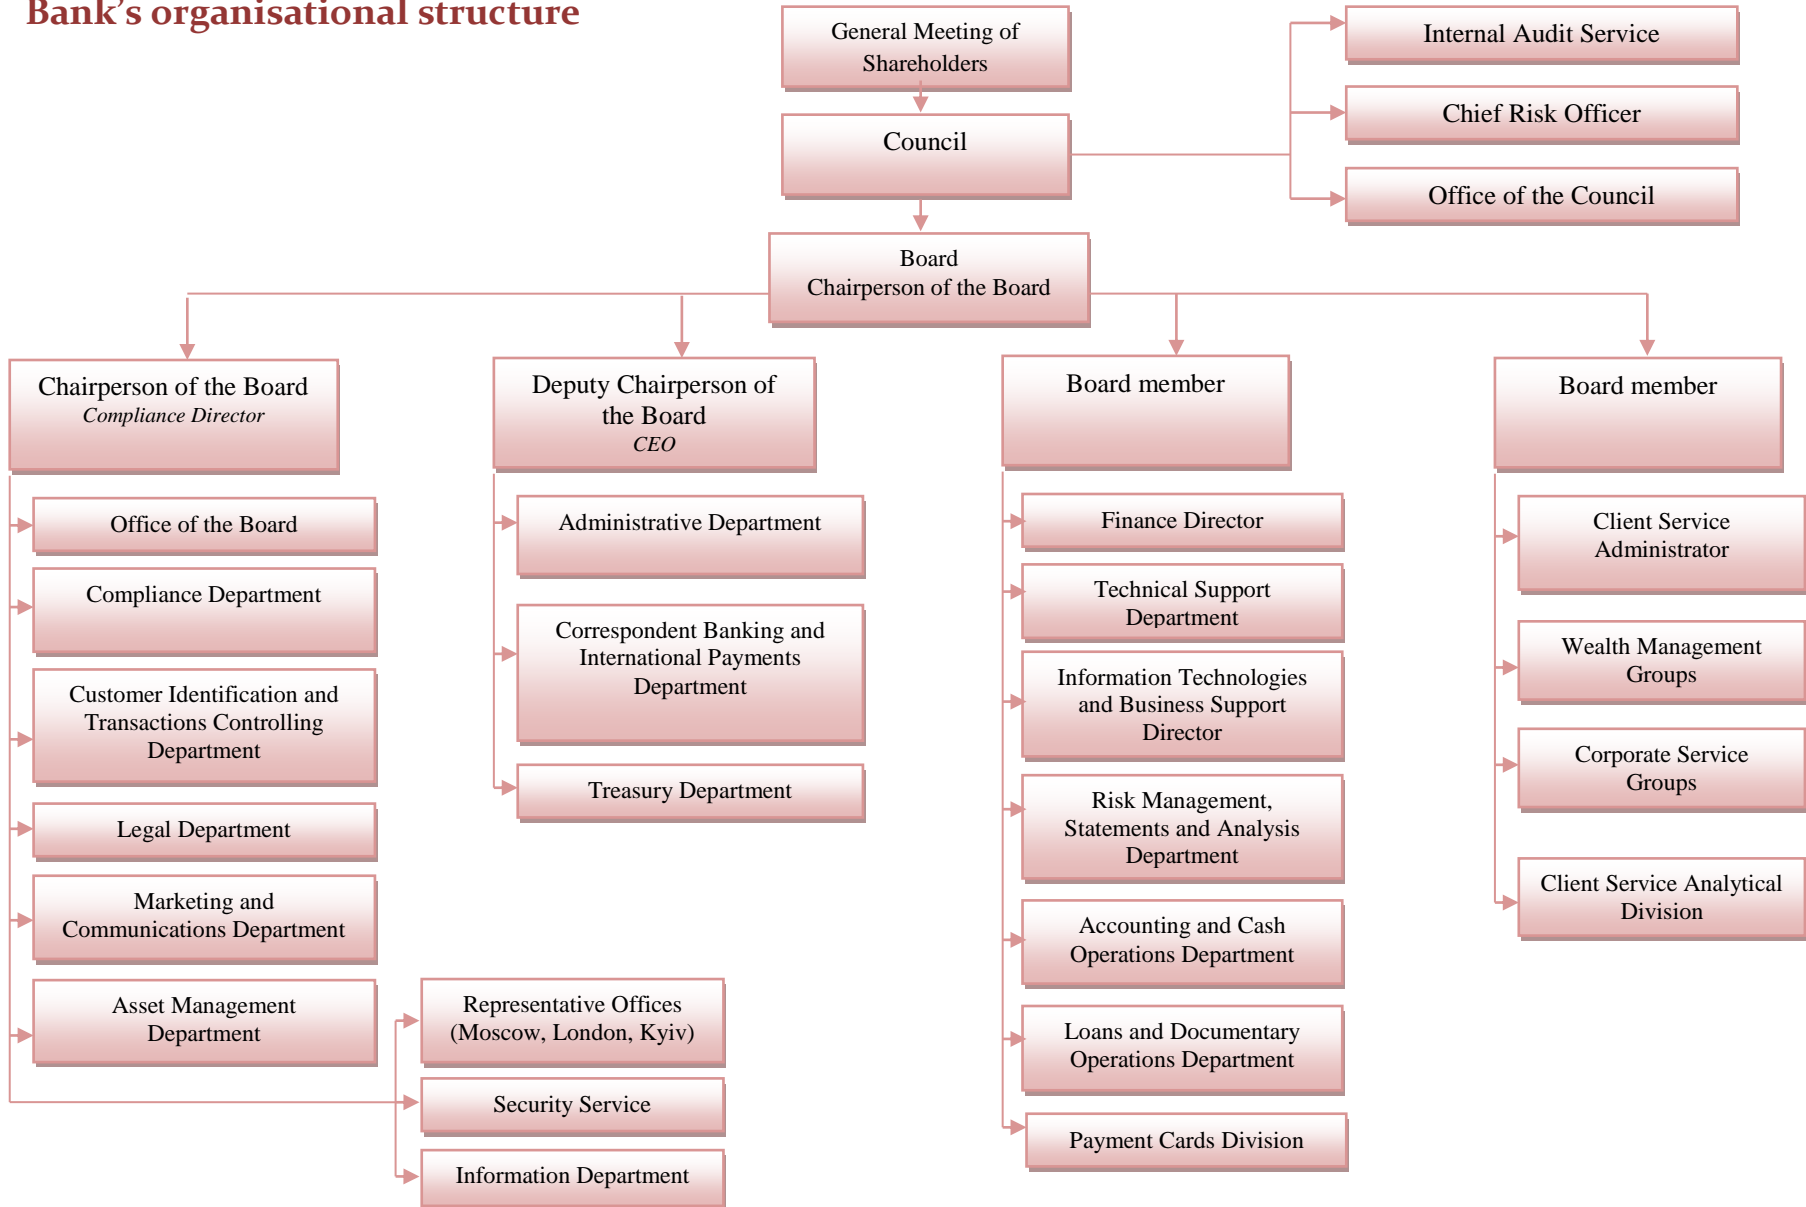 Bank's organisational structure
General Meeting of
Shareholders
Council
Internal Audit Service
Chief Risk Officer
Office of the Council
Board
Chairperson of the Board
Chairperson of the Board
Compliance Director
Office of the Board
Compliance Department
Customer Identification and
Transactions Controlling
Department
Legal Department
Marketing and
Communications Department
Asset Management
Department
Representative Offices
(Moscow, London, Kyiv)
Security Service
Information Department
Deputy Chairperson of
the Board
CEO
Administrative Department
Correspondent Banking and
International Payments
Department
Treasury Department
Board member
Finance Director
Technical Support
Department
Information Technologies
and Business Support
Director
Risk Management,
Statements and Analysis
Department
Accounting and Cash
Operations Department
Loans and Documentary
Operations Department
Payment Cards Division
Board member
Client Service
Administrator
Wealth Management
Groups
Corporate Service
Groups
Client Service Analytical
Division